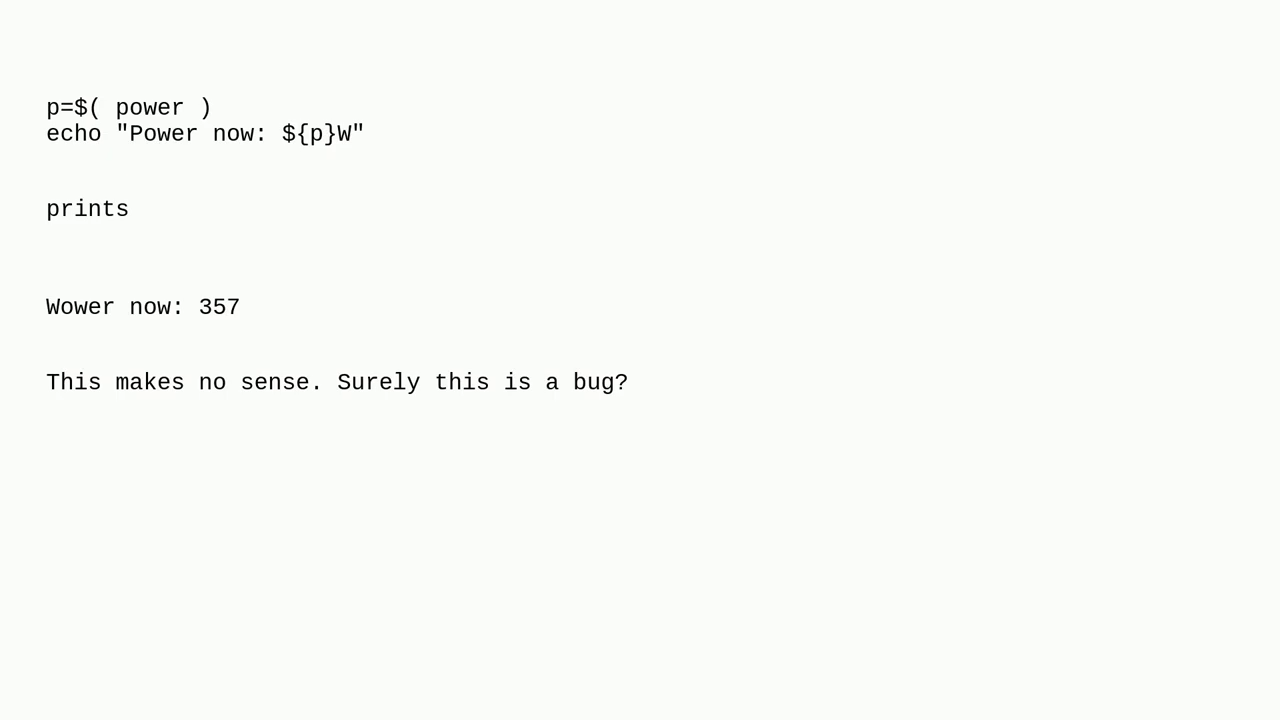 p=$( power )
echo "Power now: ${p}W"
prints
Wower now: 357
This makes no sense. Surely this is a bug?